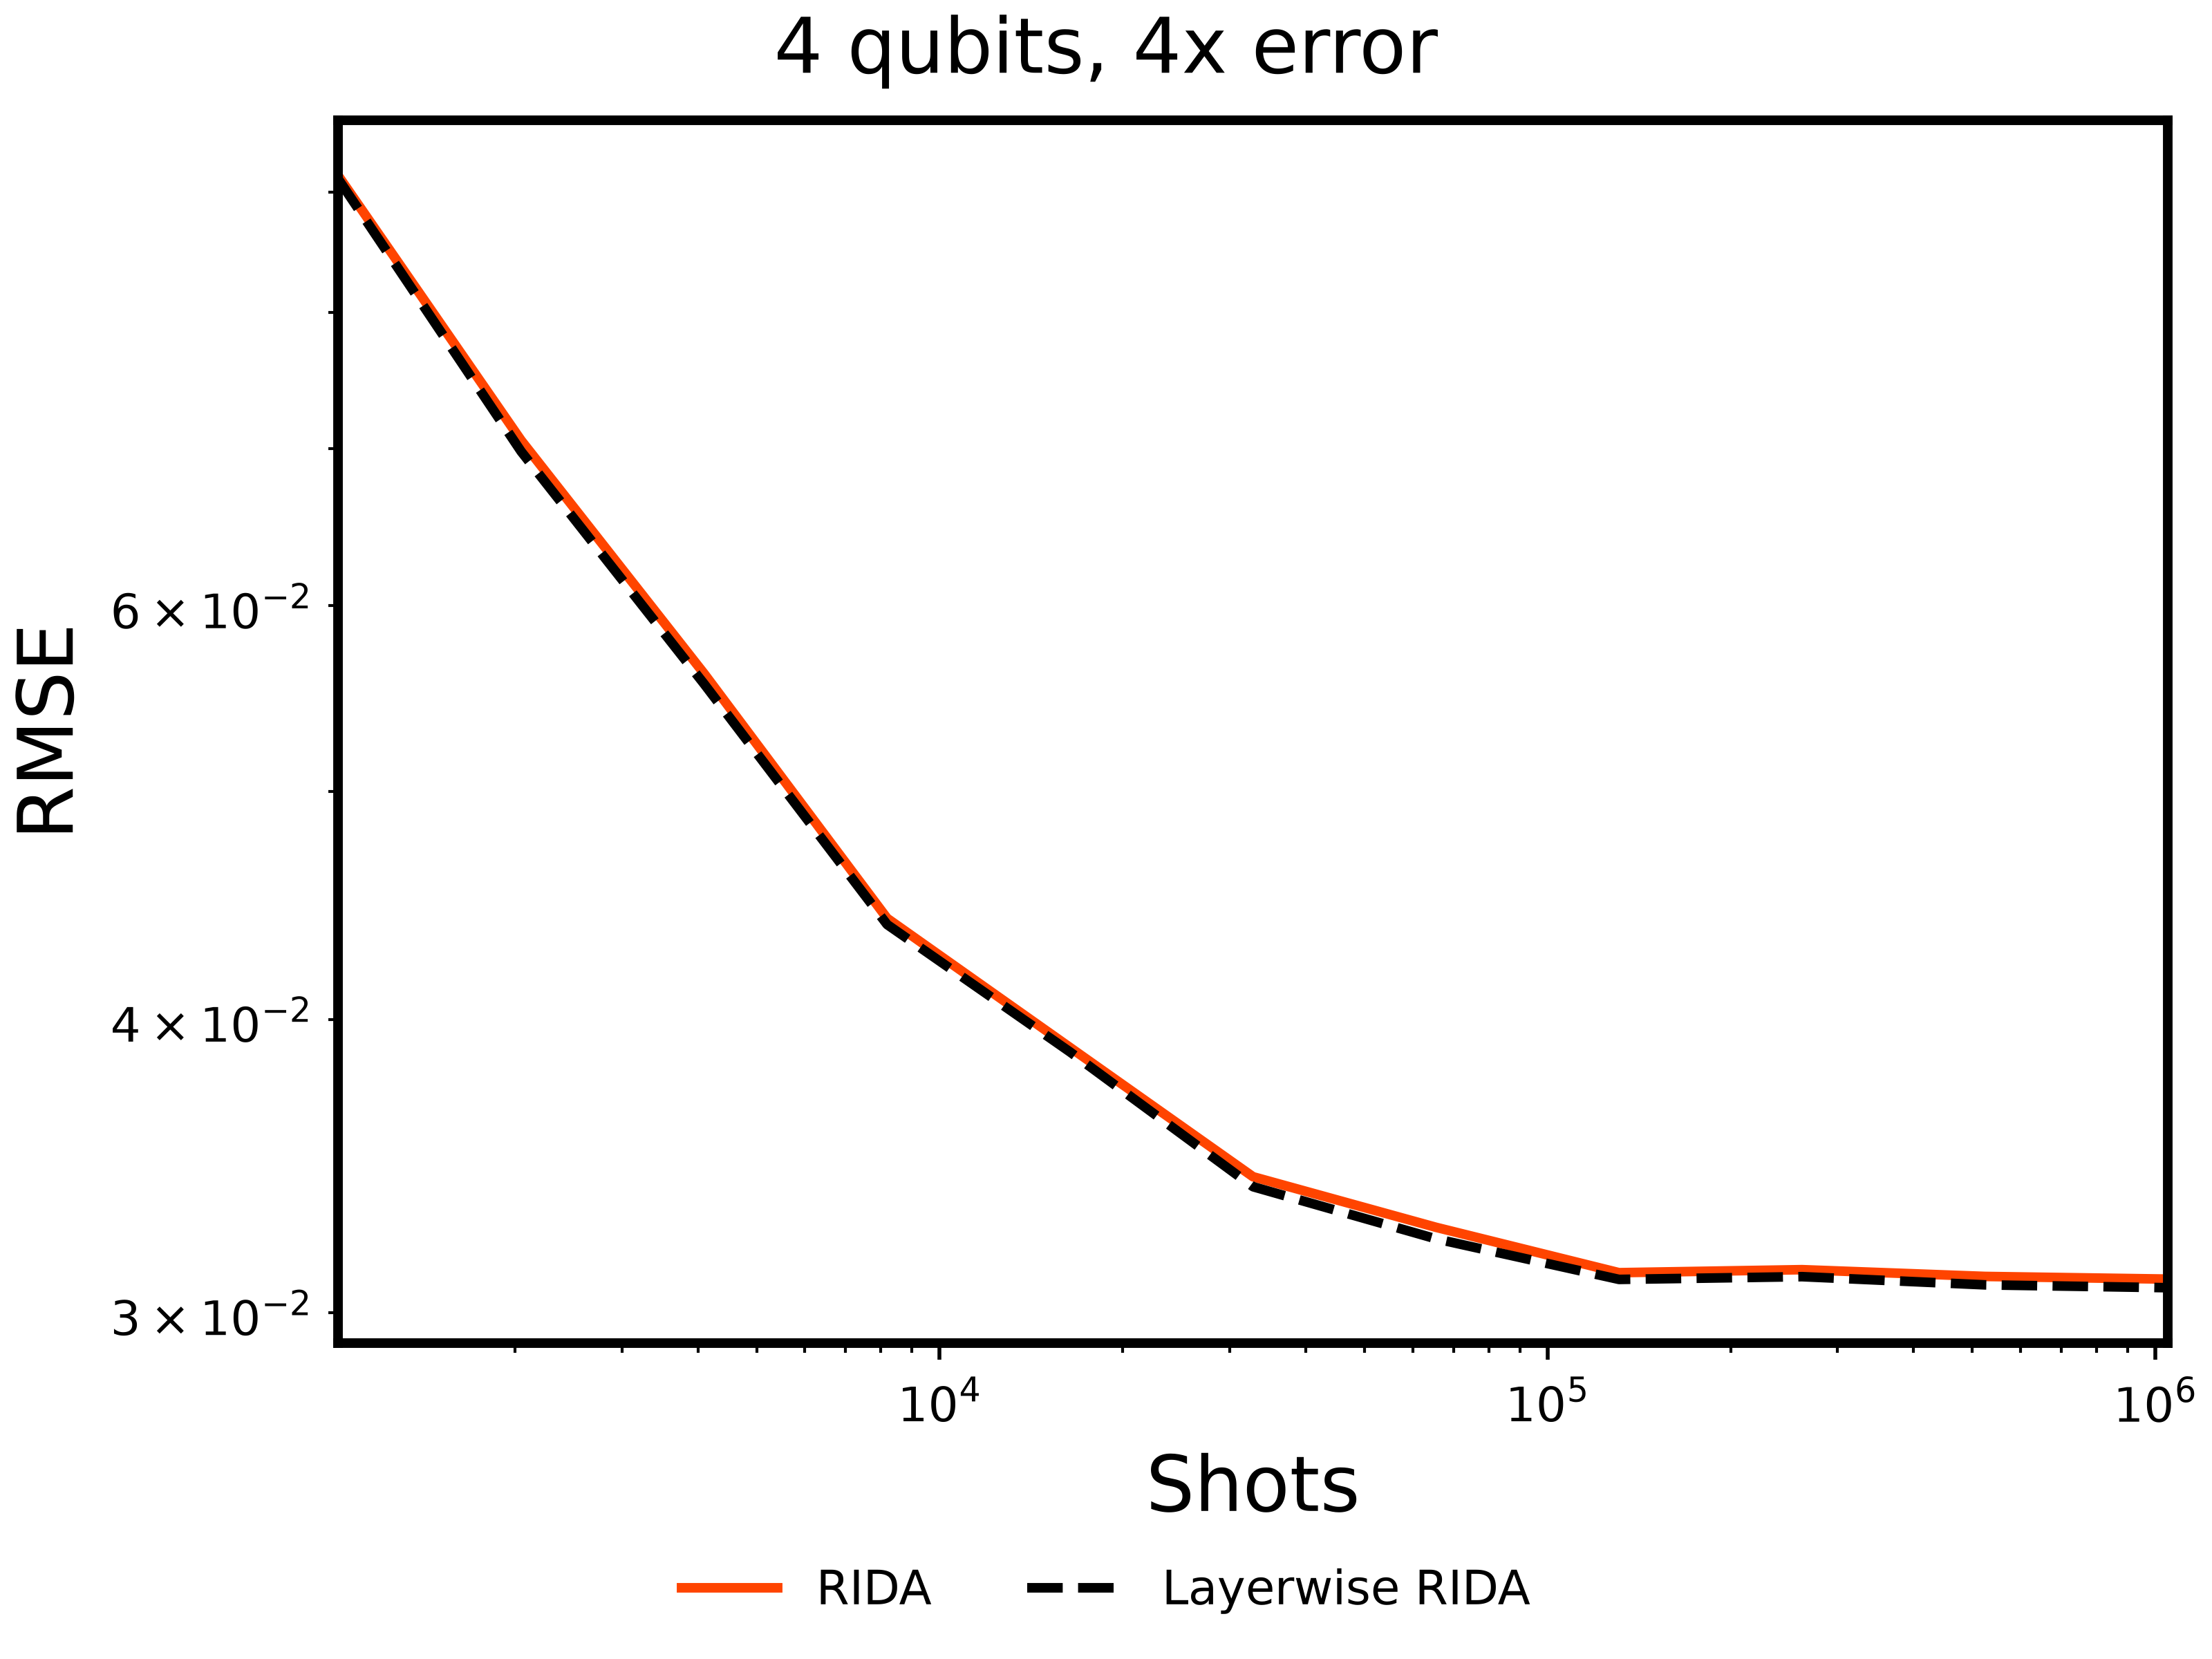 4 qubits, 4x error
RMSE
6 × 10⁻²
4 × 10⁻²
3 × 10⁻²
10⁴ 10⁵ 10⁶
Shots
RIDA Layerwise RIDA